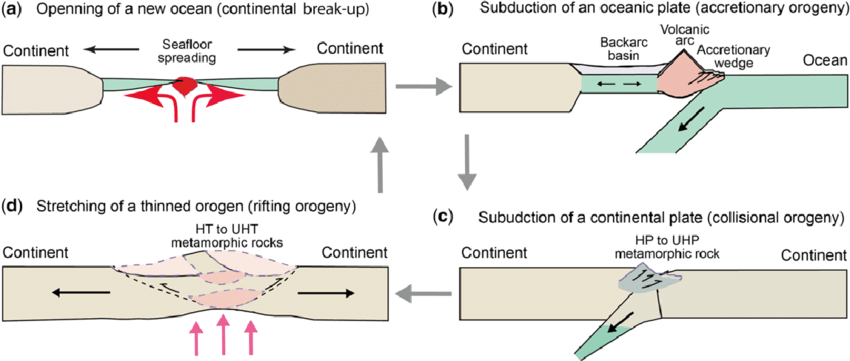 (a) Openning of a new ocean (continental break-up)
Continent
Seafloor
spreading
Continent
(b) Subduction of an oceanic plate (accretionary orogeny)
Continent
Backarc
basin
Volcanic
arc
Accretionary
wedge
Ocean
(d) Stretching of a thinned orogen (rifting orogeny)
Continent
HT to UHT
metamorphic rocks
Continent
(c) Subudction of a continental plate (collisional orogeny)
Continent
HP to UHP
metamorphic rock
Continent